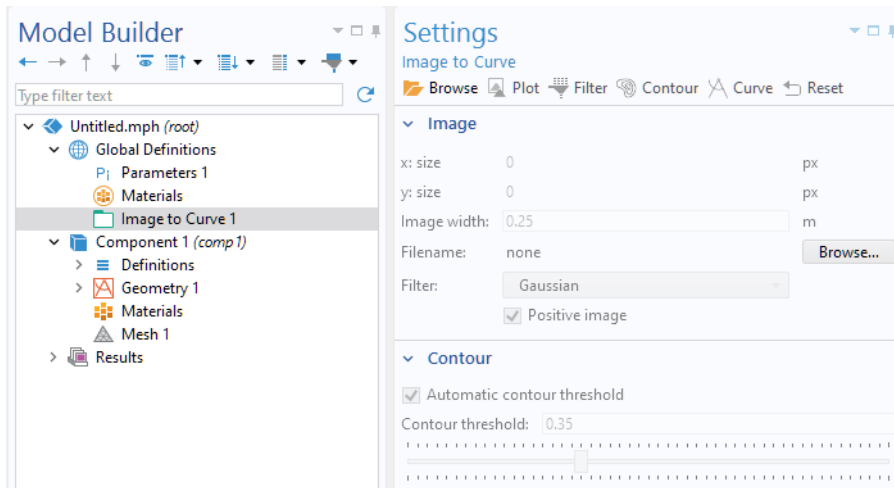 Model Builder
Type filter text
Untitled.mph (root)
Global Definitions
Pi Parameters 1
Materials
Image to Curve 1
Component 1 (comp1)
Definitions
Geometry 1
Materials
Mesh 1
Results
Settings
Image to Curve
Browse Plot Filter Contour Curve Reset
Image
x: size 0 px
y: size 0 px
Image width: 0.25 m
Filename: none Browse...
Filter: Gaussian
Positive image
Contour
Automatic contour threshold
Contour threshold: 0.35